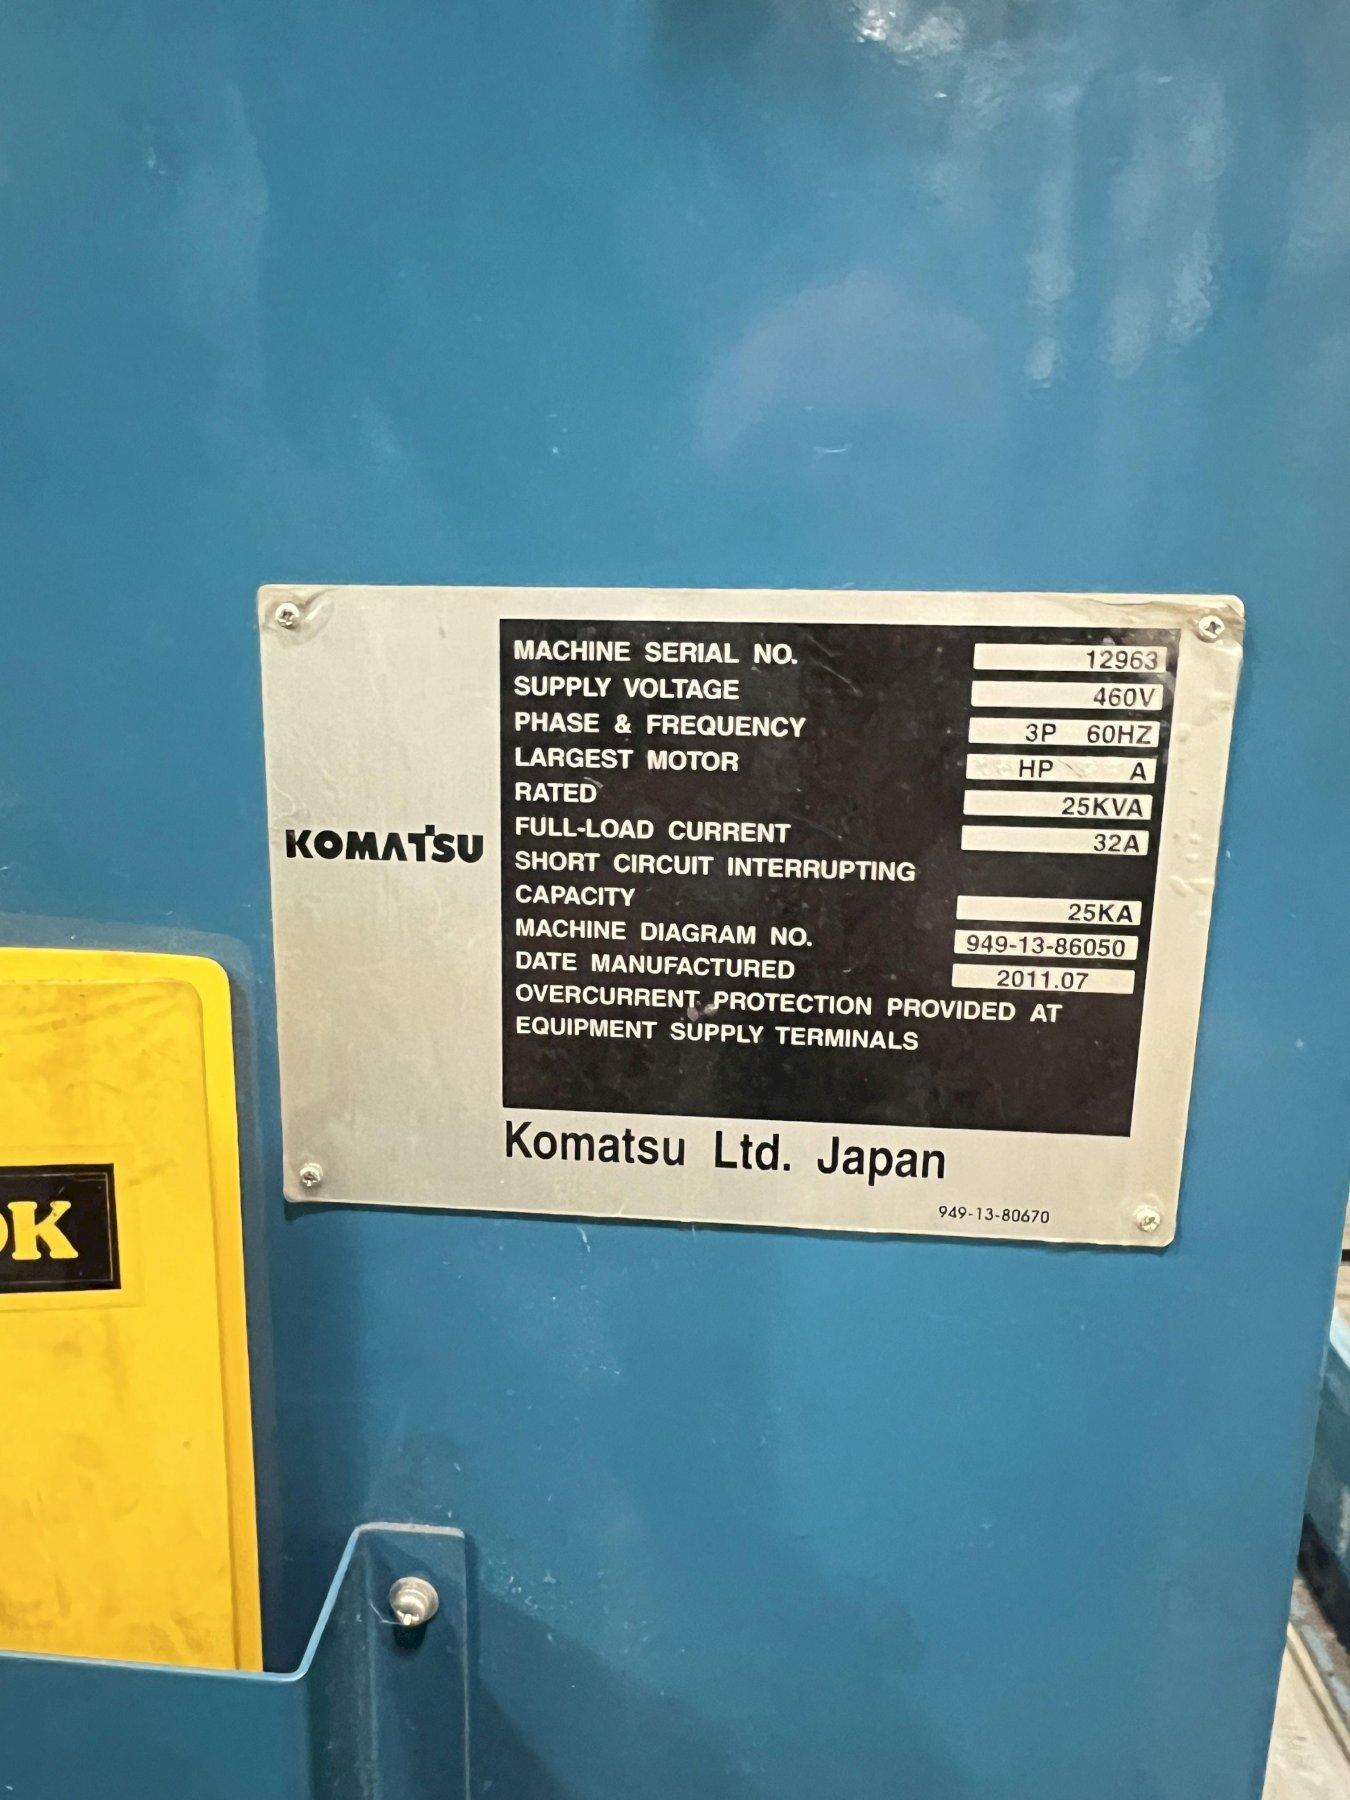 KOMATSU
MACHINE SERIAL NO. 12963
SUPPLY VOLTAGE 460V
PHASE & FREQUENCY 3P 60HZ
LARGEST MOTOR HP A
RATED 25KVA
FULL-LOAD CURRENT 32A
SHORT CIRCUIT INTERRUPTING
CAPACITY 25KA
MACHINE DIAGRAM NO. 949-13-86050
DATE MANUFACTURED 2011.07
OVERCURRENT PROTECTION PROVIDED AT
EQUIPMENT SUPPLY TERMINALS
Komatsu Ltd. Japan
949-13-80670